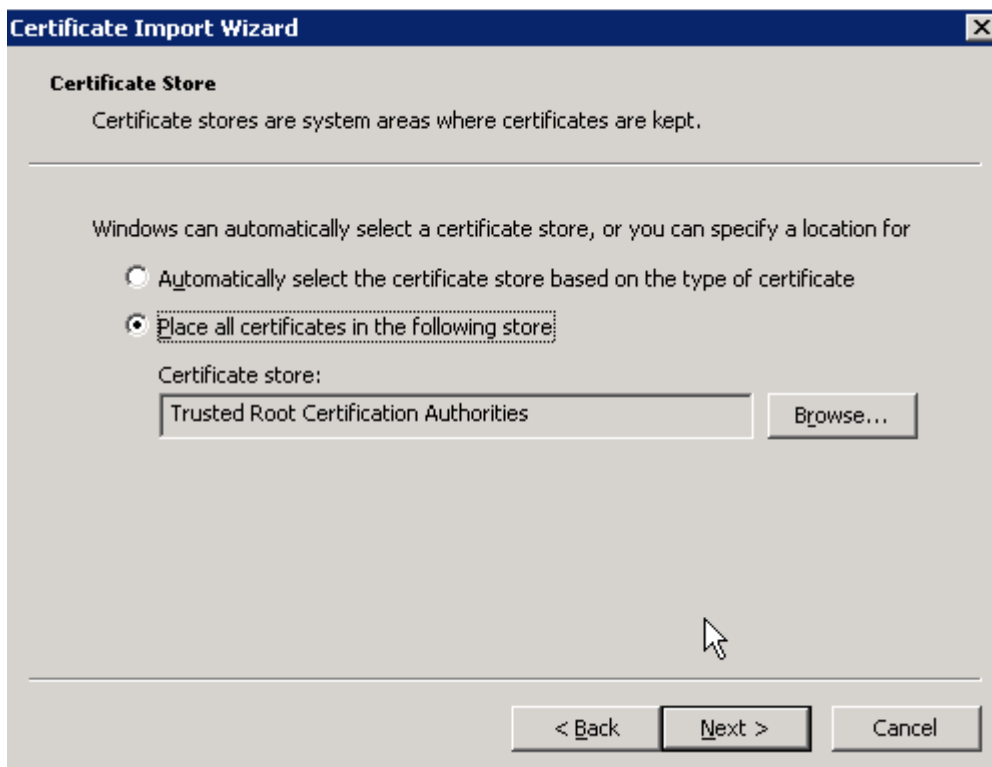 Certificate Import Wizard
Certificate Store
Certificate stores are system areas where certificates are kept.
Windows can automatically select a certificate store, or you can specify a location for
Automatically select the certificate store based on the type of certificate
Place all certificates in the following store
Certificate store:
Trusted Root Certification Authorities
Browse...
< Back
Next >
Cancel